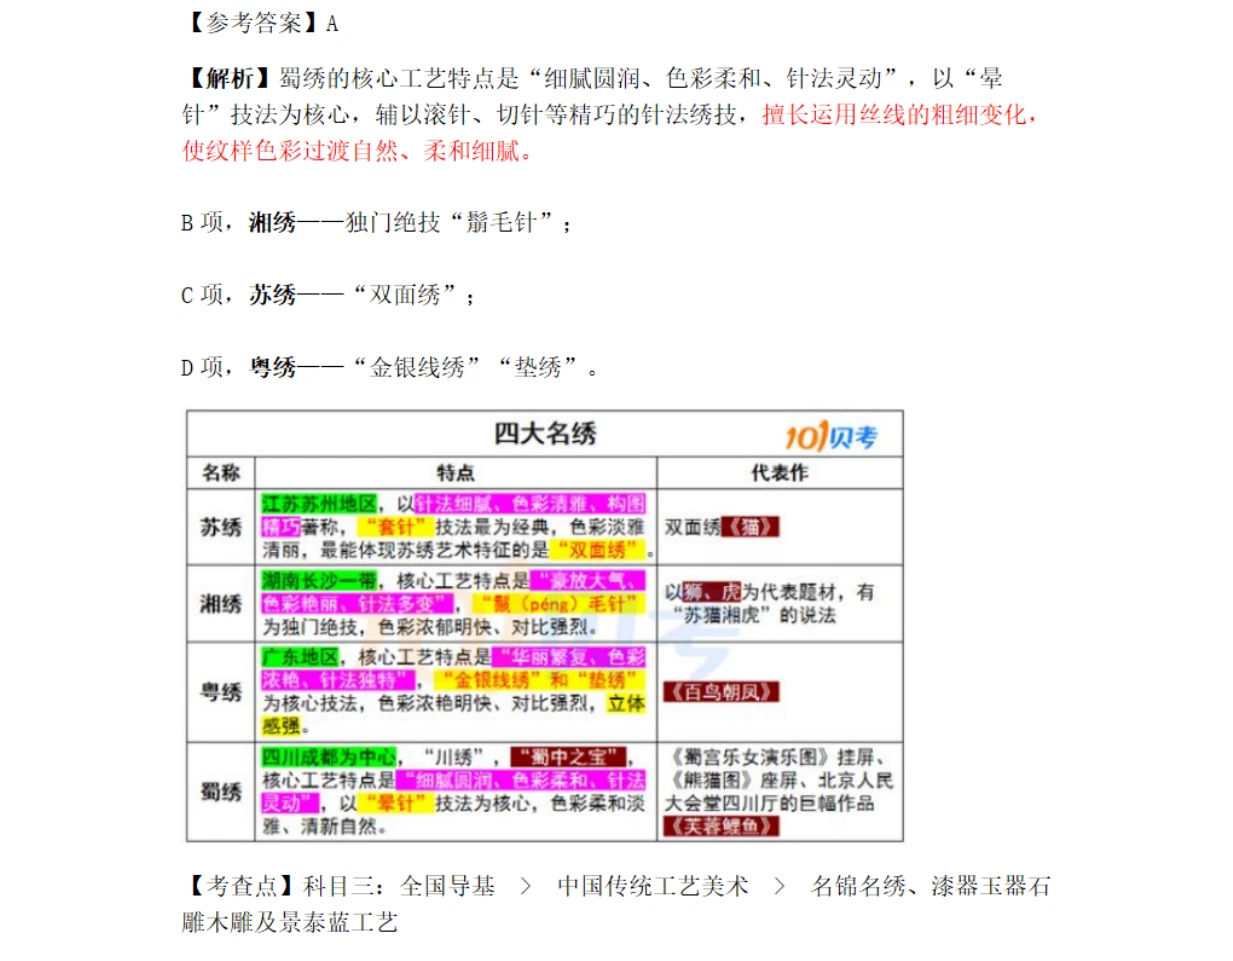 【参考答案】A
【解析】蜀绣的核心工艺特点是“细腻圆润、色彩柔和、针法灵动”，以“晕
针”技法为核心，辅以滚针、切针等精巧的针法绣技，擅长运用丝线的粗细变化，
使纹样色彩过渡自然、柔和细腻。
B 项，湘绣——独门绝技“鬅毛针”；
C 项，苏绣——“双面绣”；
D 项，粤绣——“金银线绣”“垫绣”。
四大名绣
101贝考
名称 特点 代表作
苏绣
江苏苏州地区，以针法细腻、色彩清雅、构图
精巧著称，“套针”技法最为经典，色彩淡雅
清丽，最能体现苏绣艺术特征的是“双面绣”。
双面绣《猫》
湘绣
湖南长沙一带，核心工艺特点是“豪放大气、
色彩艳丽、针法多变”，“鬅（péng）毛针”
为独门绝技，色彩浓郁明快、对比强烈。
以狮、虎为代表题材，有
“苏猫湘虎”的说法
粤绣
广东地区，核心工艺特点是“华丽繁复、色彩
浓艳、针法独特”，“金银线绣”和“垫绣”
为核心技法，色彩浓艳明快、对比强烈，立体
感强。
《百鸟朝凤》
蜀绣
四川成都为中心，“川绣”，“蜀中之宝”，
核心工艺特点是“细腻圆润、色彩柔和、针法
灵动”，以“晕针”技法为核心，色彩柔和淡
雅、清新自然。
《蜀宫乐女演乐图》挂屏、
《熊猫图》座屏、北京人民
大会堂四川厅的巨幅作品
《芙蓉鲤鱼》
【考查点】科目三：全国导基 > 中国传统工艺美术 > 名锦名绣、漆器玉器石
雕木雕及景泰蓝工艺